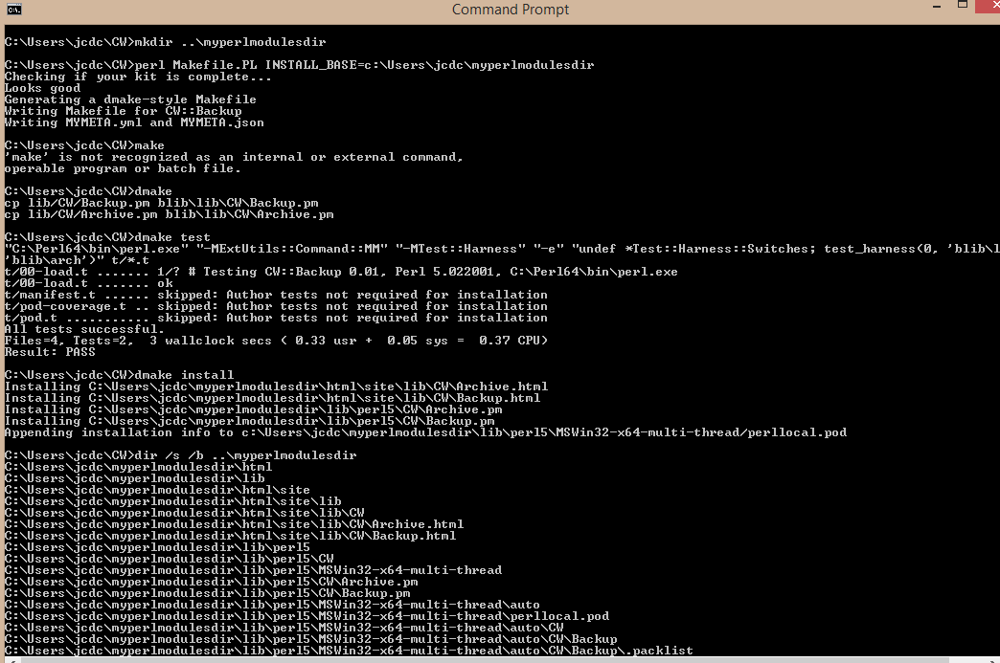 Command Prompt
C:\Users\jcdc\CW>mkdir ..\myperlmodulesdir
C:\Users\jcdc\CW>perl Makefile.PL INSTALL_BASE=c:\Users\jcdc\myperlmodulesdir
Checking if your kit is complete...
Looks good
Generating a dmake-style Makefile
Writing Makefile for CW::Backup
Writing MYMETA.yml and MYMETA.json
C:\Users\jcdc\CW>make
'make' is not recognized as an internal or external command,
operable program or batch file.
C:\Users\jcdc\CW>dmake
cp lib/CW/Backup.pm blib\lib\CW\Backup.pm
cp lib/CW/Archive.pm blib\lib\CW\Archive.pm
C:\Users\jcdc\CW>dmake test
"C:\Perl64\bin\perl.exe" "-MExtUtils::Command::MM" "-MTest::Harness" "-e" "undef *Test::Harness::Switches; test_harness(0, 'blib\l
'blib\arch')" t/*.t
t/00-load.t ....... 1/? # Testing CW::Backup 0.01, Perl 5.022001, C:\Perl64\bin\perl.exe
t/00-load.t ....... ok
t/manifest.t ...... skipped: Author tests not required for installation
t/pod-coverage.t .. skipped: Author tests not required for installation
t/pod.t ........... skipped: Author tests not required for installation
All tests successful.
Files=4, Tests=2,  3 wallclock secs ( 0.33 usr +  0.05 sys =  0.37 CPU)
Result: PASS
C:\Users\jcdc\CW>dmake install
Installing C:\Users\jcdc\myperlmodulesdir\html\site\lib\CW\Archive.html
Installing C:\Users\jcdc\myperlmodulesdir\html\site\lib\CW\Backup.html
Installing C:\Users\jcdc\myperlmodulesdir\lib\perl5\CW\Archive.pm
Installing C:\Users\jcdc\myperlmodulesdir\lib\perl5\CW\Backup.pm
Appending installation info to c:\Users\jcdc\myperlmodulesdir\lib\perl5\MSWin32-x64-multi-thread/perllocal.pod
C:\Users\jcdc\CW>dir /s /b ..\myperlmodulesdir
C:\Users\jcdc\myperlmodulesdir\html
C:\Users\jcdc\myperlmodulesdir\lib
C:\Users\jcdc\myperlmodulesdir\html\site
C:\Users\jcdc\myperlmodulesdir\html\site\lib
C:\Users\jcdc\myperlmodulesdir\html\site\lib\CW
C:\Users\jcdc\myperlmodulesdir\html\site\lib\CW\Archive.html
C:\Users\jcdc\myperlmodulesdir\html\site\lib\CW\Backup.html
C:\Users\jcdc\myperlmodulesdir\lib\perl5
C:\Users\jcdc\myperlmodulesdir\lib\perl5\CW
C:\Users\jcdc\myperlmodulesdir\lib\perl5\MSWin32-x64-multi-thread
C:\Users\jcdc\myperlmodulesdir\lib\perl5\CW\Archive.pm
C:\Users\jcdc\myperlmodulesdir\lib\perl5\CW\Backup.pm
C:\Users\jcdc\myperlmodulesdir\lib\perl5\MSWin32-x64-multi-thread\auto
C:\Users\jcdc\myperlmodulesdir\lib\perl5\MSWin32-x64-multi-thread\perllocal.pod
C:\Users\jcdc\myperlmodulesdir\lib\perl5\MSWin32-x64-multi-thread\auto\CW
C:\Users\jcdc\myperlmodulesdir\lib\perl5\MSWin32-x64-multi-thread\auto\CW\Backup
C:\Users\jcdc\myperlmodulesdir\lib\perl5\MSWin32-x64-multi-thread\auto\CW\Backup\.packlist